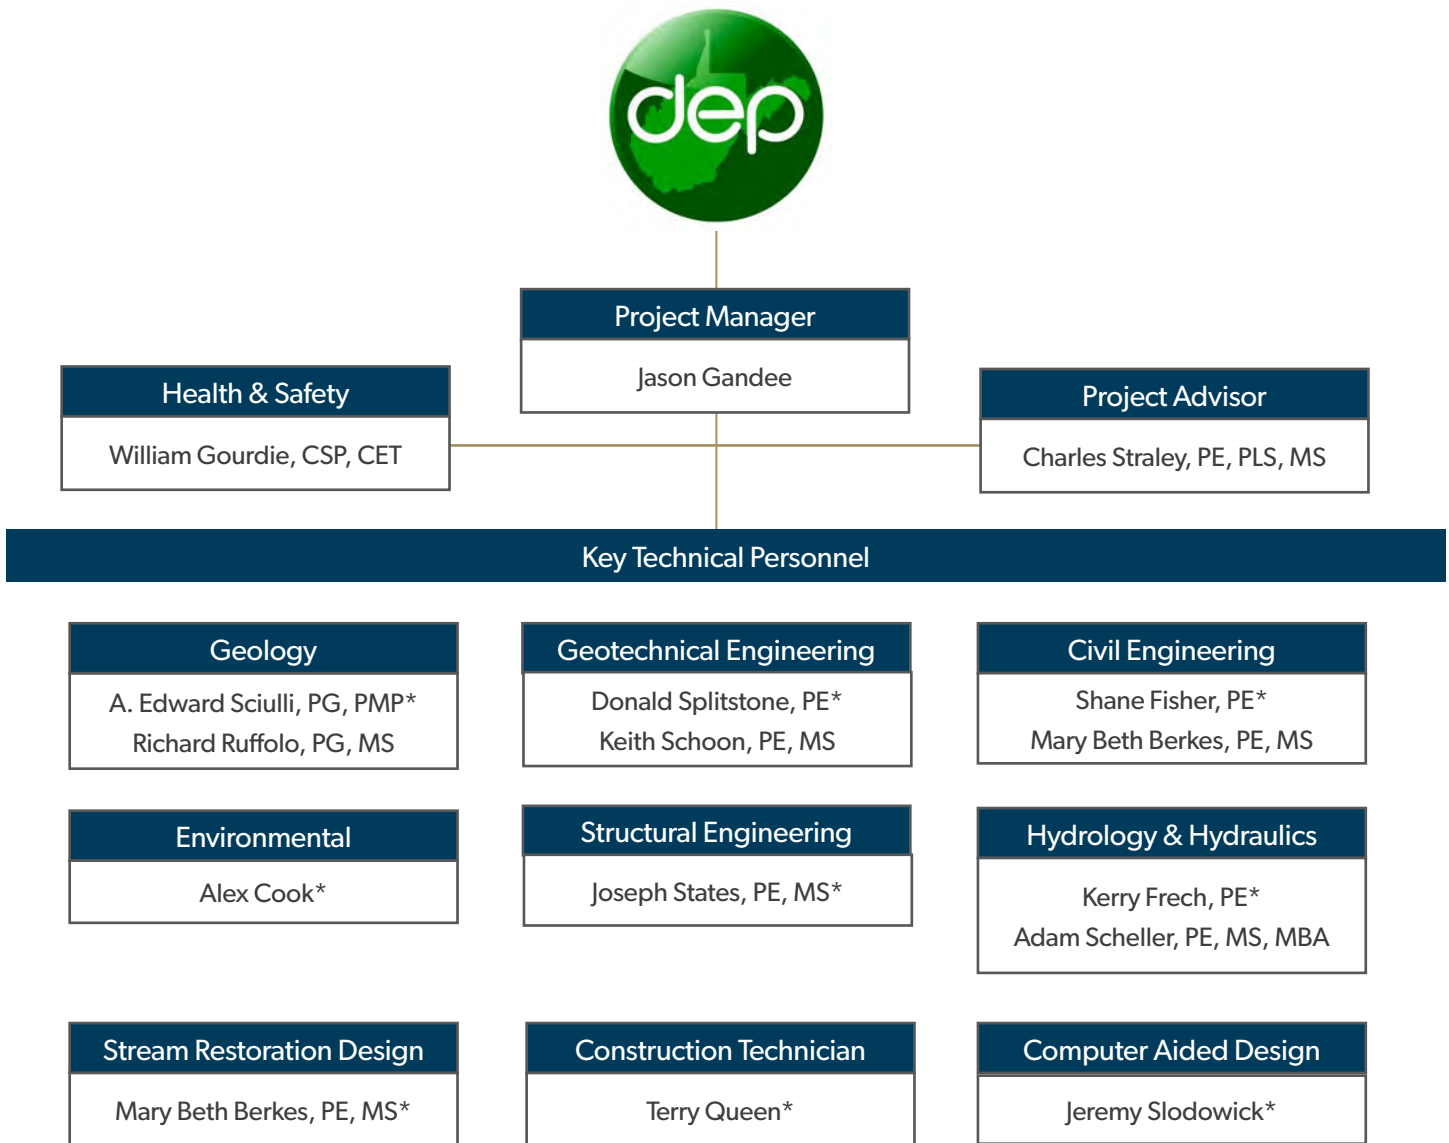 dep
Project Manager
Jason Gandee
Health & Safety
William Gourdie, CSP, CET
Project Advisor
Charles Straley, PE, PLS, MS
Key Technical Personnel
Geology
A. Edward Sciulli, PG, PMP*
Richard Ruffolo, PG, MS
Geotechnical Engineering
Donald Splitstone, PE*
Keith Schoon, PE, MS
Civil Engineering
Shane Fisher, PE*
Mary Beth Berkes, PE, MS
Environmental
Alex Cook*
Structural Engineering
Joseph States, PE, MS*
Hydrology & Hydraulics
Kerry Frech, PE*
Adam Scheller, PE, MS, MBA
Stream Restoration Design
Mary Beth Berkes, PE, MS*
Construction Technician
Terry Queen*
Computer Aided Design
Jeremy Slodowick*